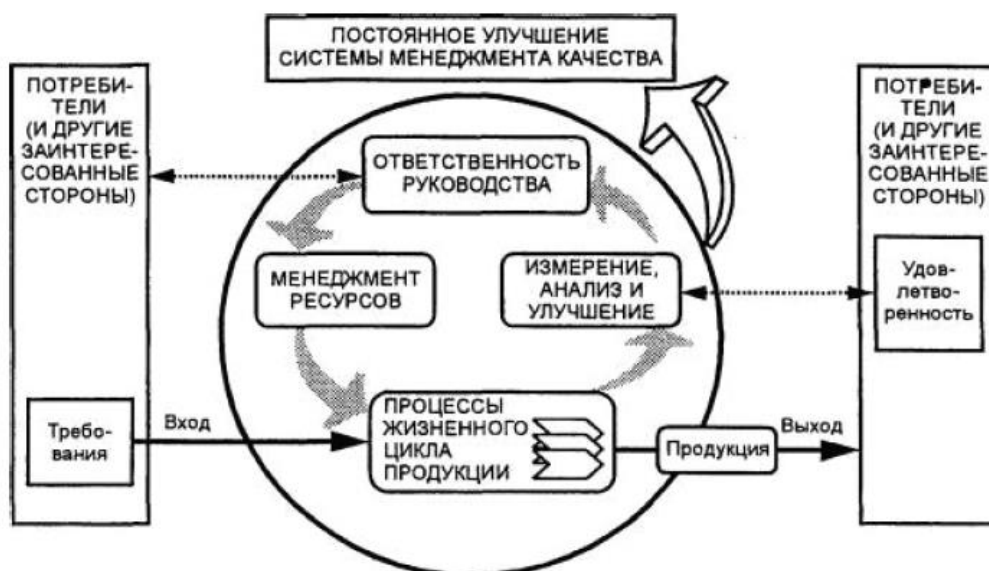 ПОСТОЯННОЕ УЛУЧШЕНИЕ
СИСТЕМЫ МЕНЕДЖМЕНТА КАЧЕСТВА
ПОТРЕБИ-
ТЕЛИ
(И ДРУГИЕ
ЗАИНТЕРЕ-
СОВАННЫЕ
СТОРОНЫ)
ПОТРЕБИ-
ТЕЛИ
(И ДРУГИЕ
ЗАИНТЕРЕ-
СОВАННЫЕ
СТОРОНЫ)
ОТВЕТСТВЕННОСТЬ
РУКОВОДСТВА
МЕНЕДЖМЕНТ
РЕСУРСОВ
ИЗМЕРЕНИЕ,
АНАЛИЗ И
УЛУЧШЕНИЕ
Удов-
летво-
ренность
Требо-
вания
Вход
ПРОЦЕССЫ
ЖИЗНЕННОГО
ЦИКЛА
ПРОДУКЦИИ
Продукция
Выход